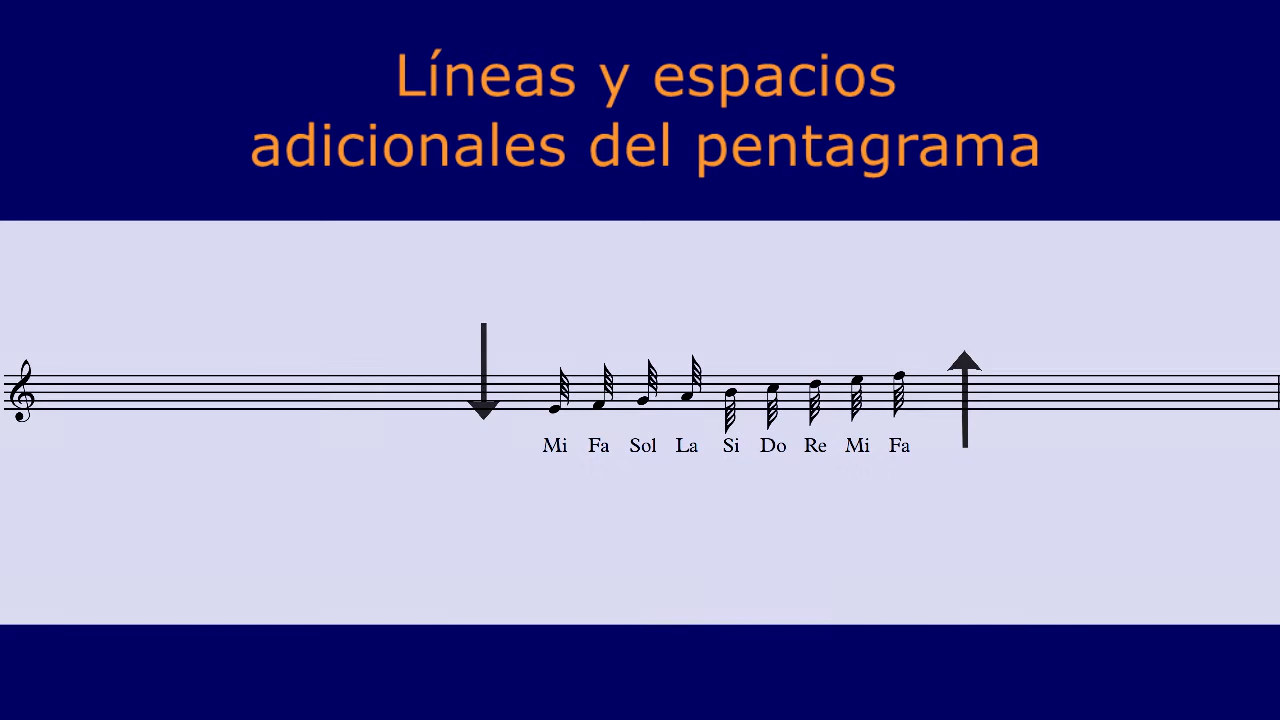 Líneas y espacios
adicionales del pentagrama
Mi Fa Sol La Si Do Re Mi Fa